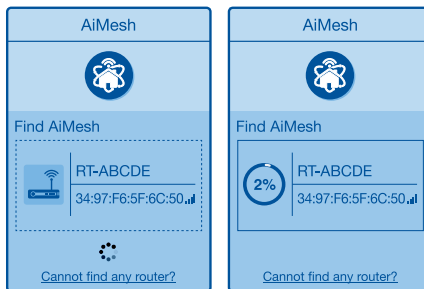 AiMesh
Find AiMesh
RT-ABCDE
34:97:F6:5F:6C:50
Cannot find any router?
AiMesh
Find AiMesh
2%
RT-ABCDE
34:97:F6:5F:6C:50
Cannot find any router?